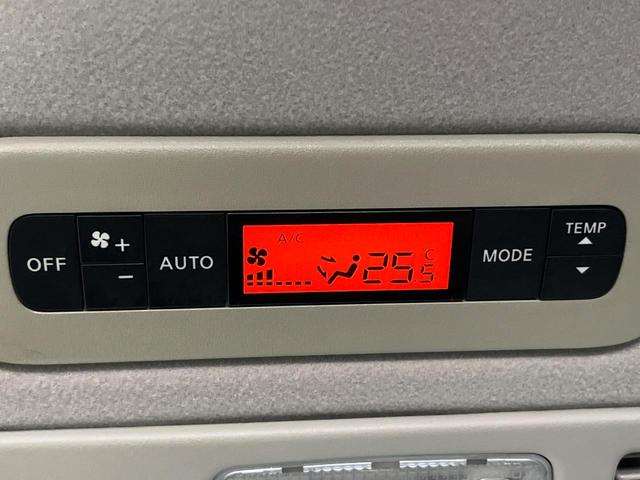 OFF
+
−
AUTO
A/C
25.5 C
MODE
TEMP